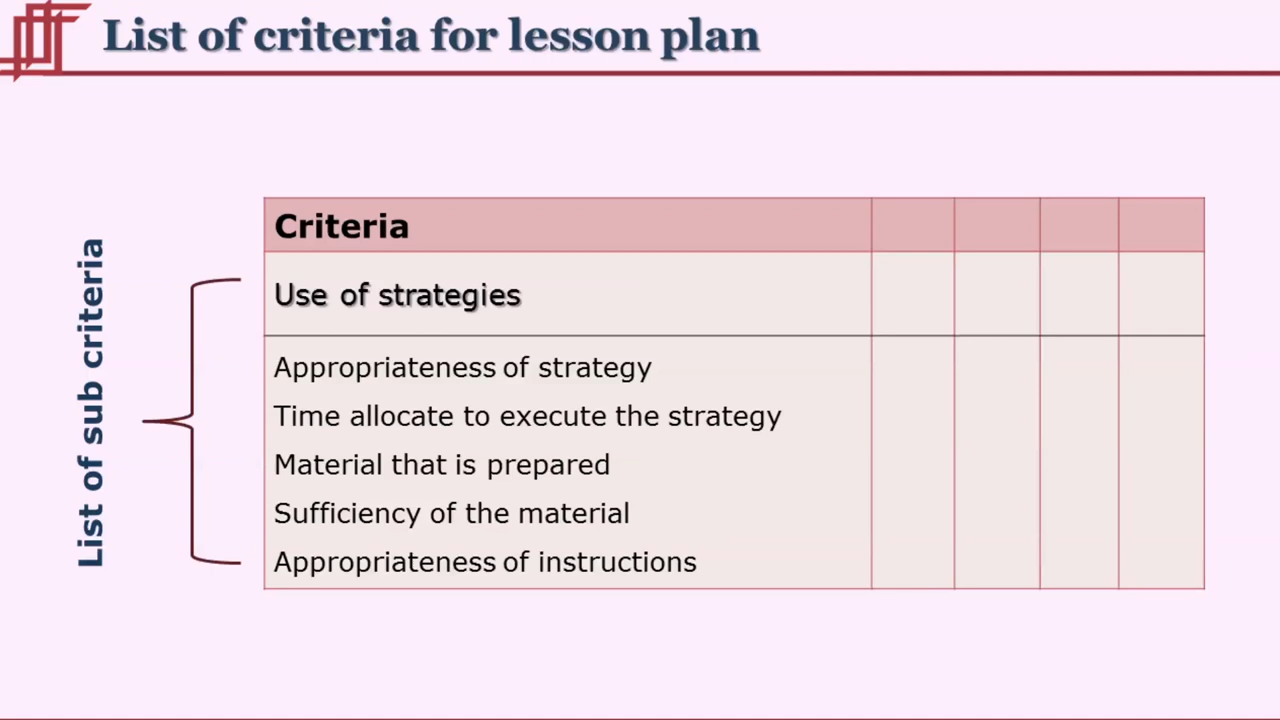 List of criteria for lesson plan
List of sub criteria
Criteria
Use of strategies
Appropriateness of strategy
Time allocate to execute the strategy
Material that is prepared
Sufficiency of the material
Appropriateness of instructions